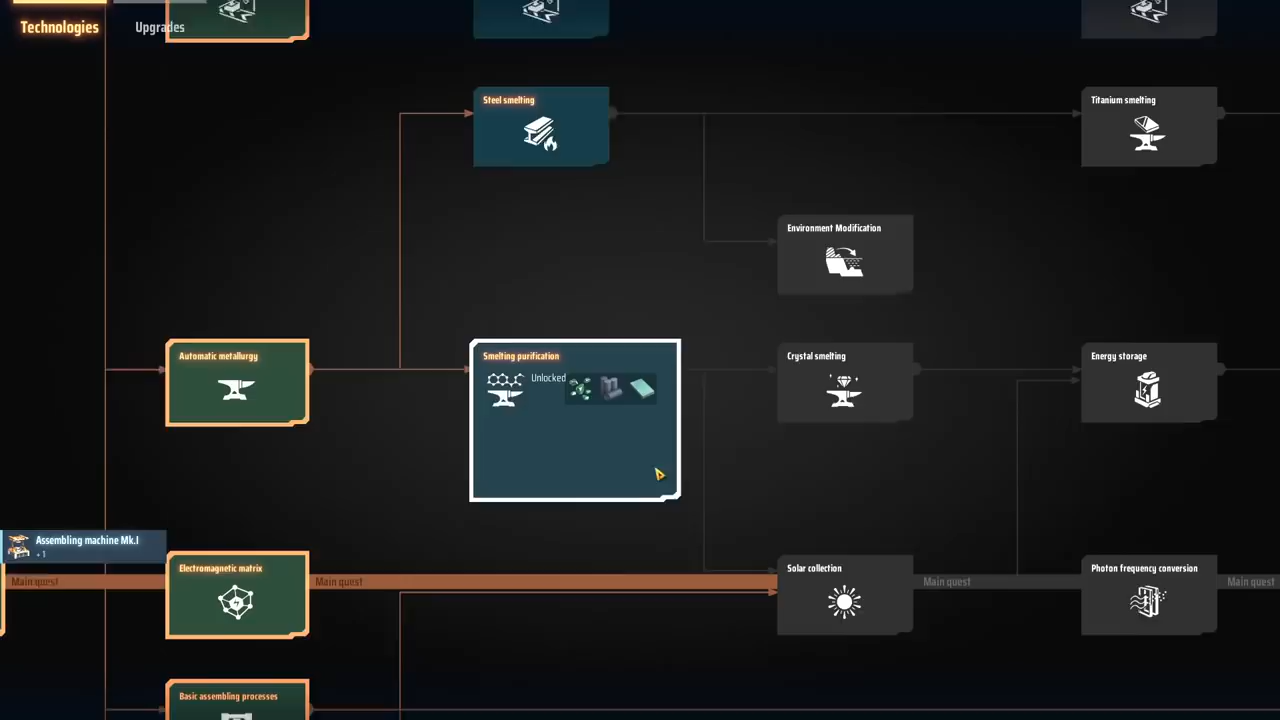 Technologies
Upgrades
Steel smelting
Titanium smelting
Environment Modification
Automatic metallurgy
Smelting purification
Unlocked
Crystal smelting
Energy storage
Assembling machine Mk.I
+1
Main quest
Electromagnetic matrix
Main quest
Solar collection
Main quest
Photon frequency conversion
Main quest
Basic assembling processes